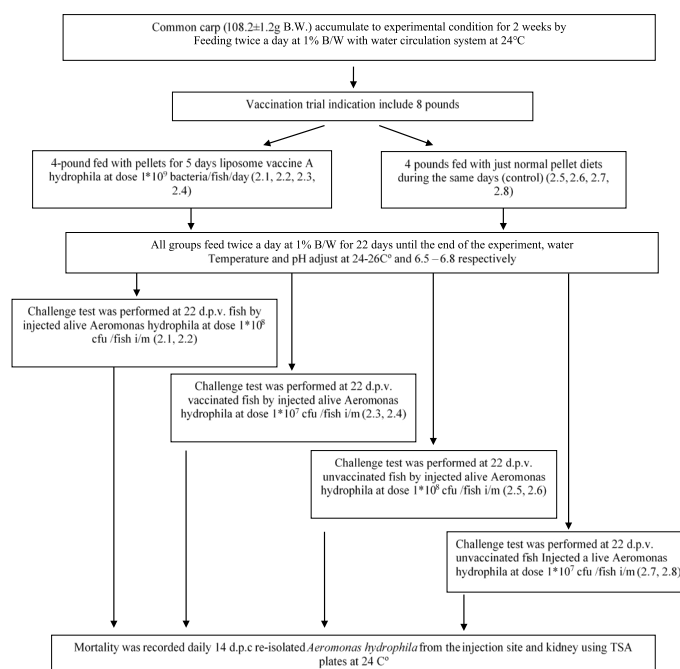 Common carp (108.2±1.2g B.W.) accumulate to experimental condition for 2 weeks by
Feeding twice a day at 1% B/W with water circulation system at 24°C
Vaccination trial indication include 8 pounds
4-pound fed with pellets for 5 days liposome vaccine A
hydrophila at dose 1*10⁹ bacteria/fish/day (2.1, 2.2, 2.3,
2.4)
4 pounds fed with just normal pellet diets
during the same days (control) (2.5, 2.6, 2.7,
2.8)
All groups feed twice a day at 1% B/W for 22 days until the end of the experiment, water
Temperature and pH adjust at 24-26Cº and 6.5 – 6.8 respectively
Challenge test was performed at 22 d.p.v. fish by
injected alive Aeromonas hydrophila at dose 1*10⁸
cfu /fish i/m (2.1, 2.2)
Challenge test was performed at 22 d.p.v.
vaccinated fish by injected alive Aeromonas
hydrophila at dose 1*10⁷ cfu /fish i/m (2.3, 2.4)
Challenge test was performed at 22 d.p.v.
unvaccinated fish by injected alive Aeromonas
hydrophila at dose 1*10⁸ cfu /fish i/m (2.5, 2.6)
Challenge test was performed at 22 d.p.v.
unvaccinated fish Injected a live Aeromonas
hydrophila at dose 1*10⁷ cfu /fish i/m (2.7, 2.8)
Mortality was recorded daily 14 d.p.c re-isolated Aeromonas hydrophila from the injection site and kidney using TSA
plates at 24 Cº